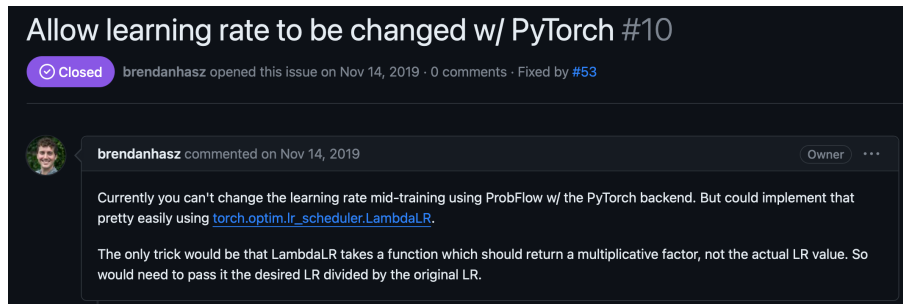 Allow learning rate to be changed w/ PyTorch #10
Closed brendanhasz opened this issue on Nov 14, 2019 · 0 comments · Fixed by #53
brendanhasz commented on Nov 14, 2019 Owner ···
Currently you can't change the learning rate mid-training using ProbFlow w/ the PyTorch backend. But could implement that
pretty easily using torch.optim.lr_scheduler.LambdaLR.
The only trick would be that LambdaLR takes a function which should return a multiplicative factor, not the actual LR value. So
would need to pass it the desired LR divided by the original LR.